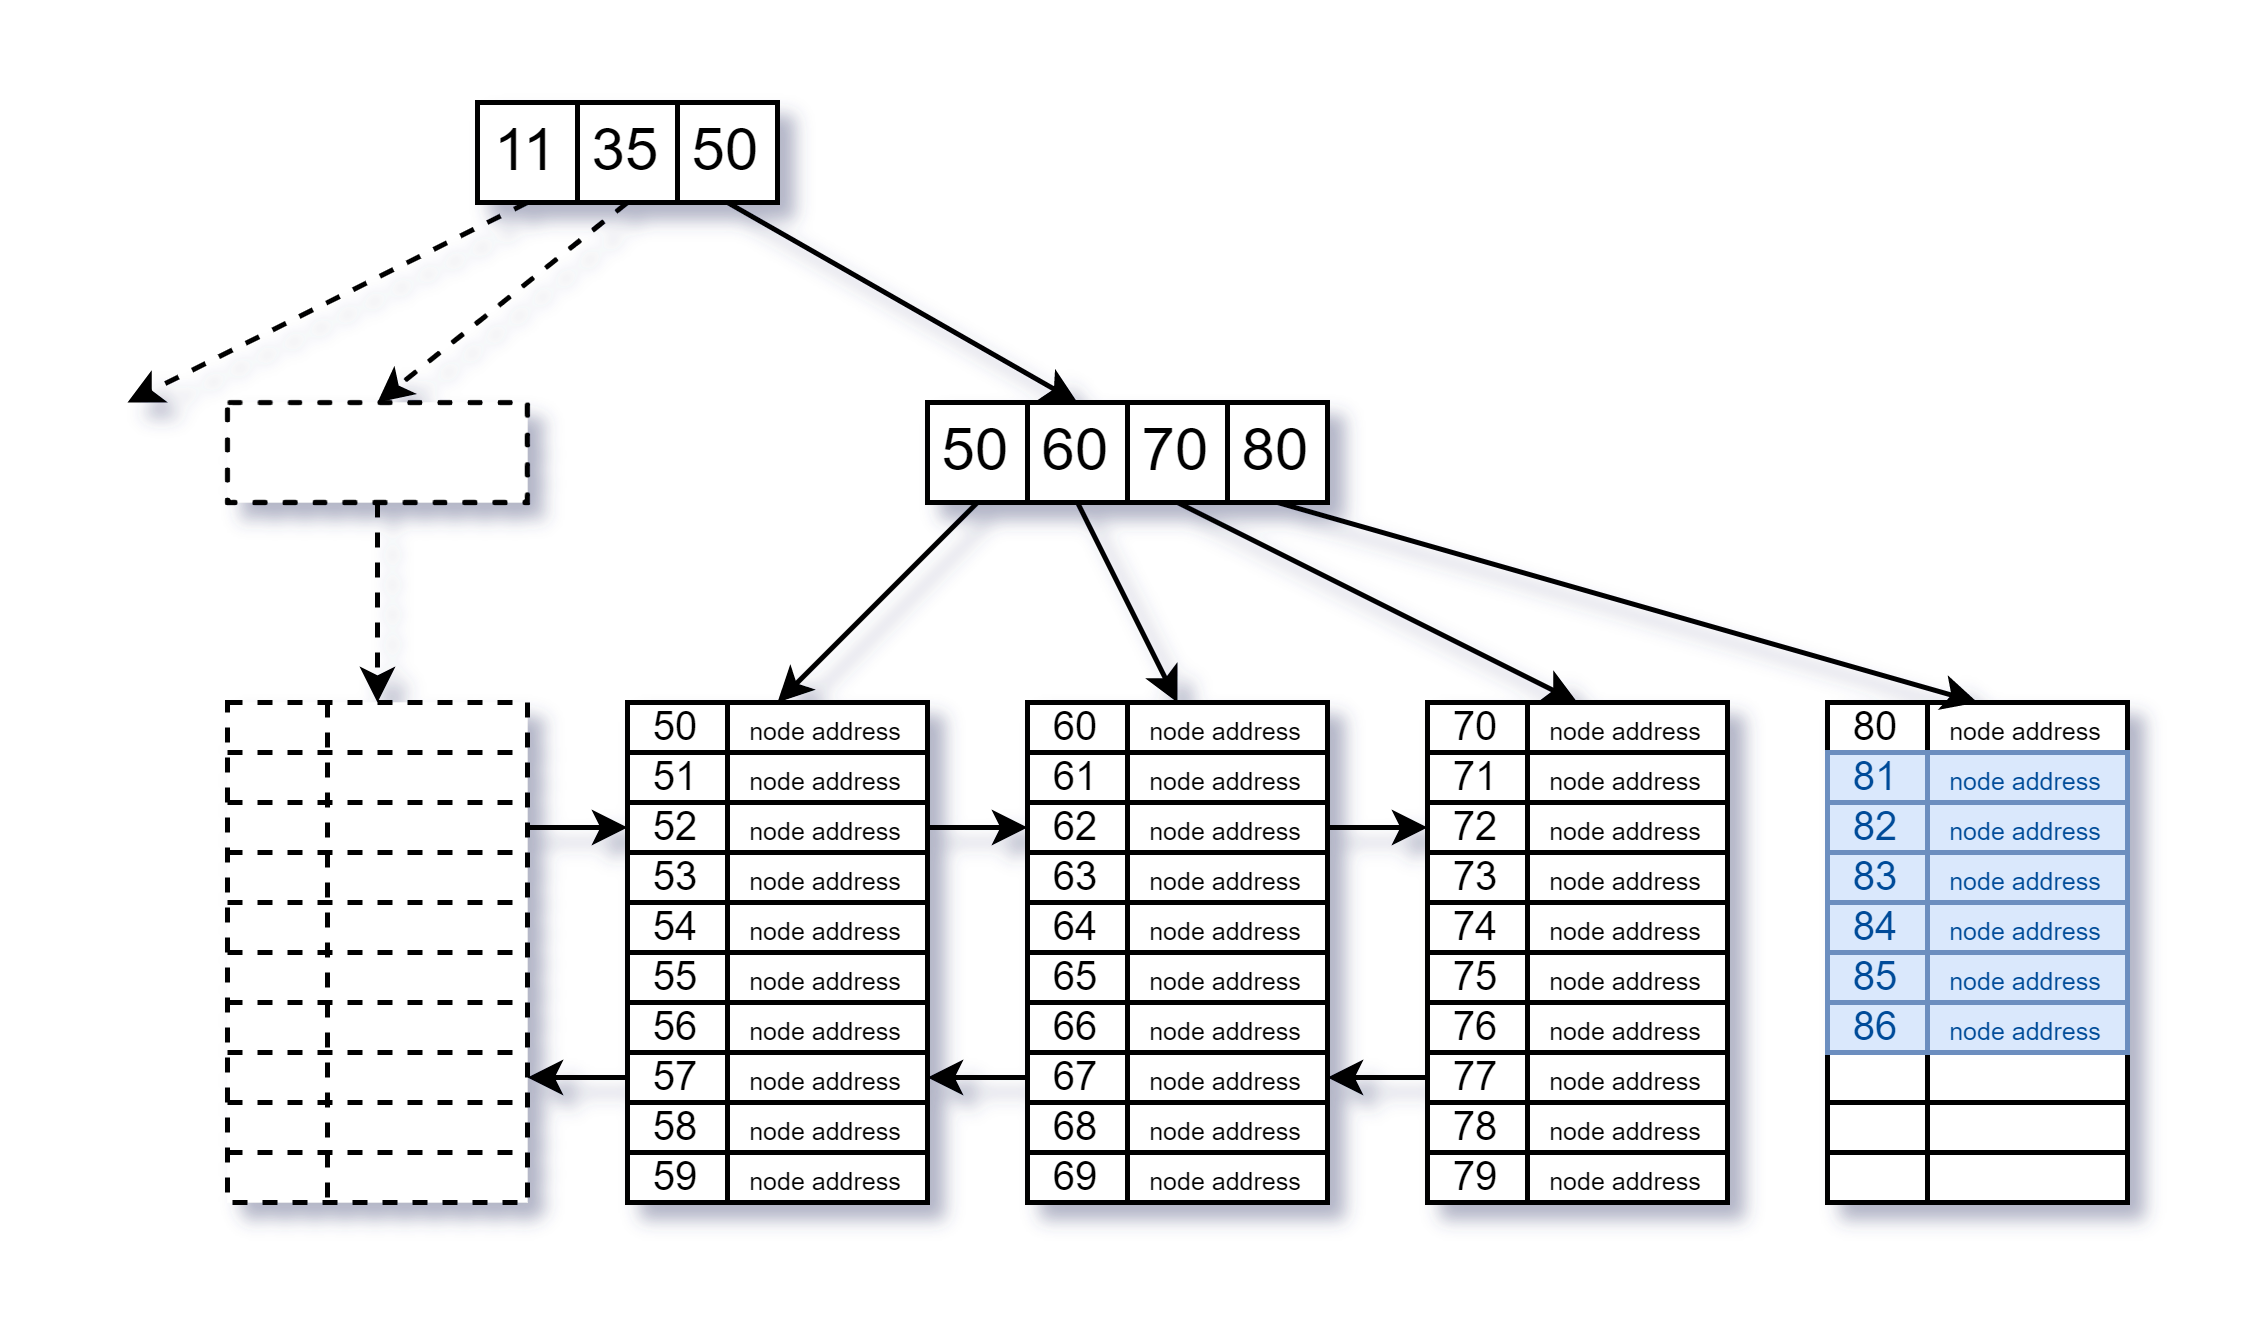 11 35 50
50 60 70 80
50 node address 60 node address 70 node address 80 node address
51 node address 61 node address 71 node address 81 node address
52 node address 62 node address 72 node address 82 node address
53 node address 63 node address 73 node address 83 node address
54 node address 64 node address 74 node address 84 node address
55 node address 65 node address 75 node address 85 node address
56 node address 66 node address 76 node address 86 node address
57 node address 67 node address 77 node address
58 node address 68 node address 78 node address
59 node address 69 node address 79 node address